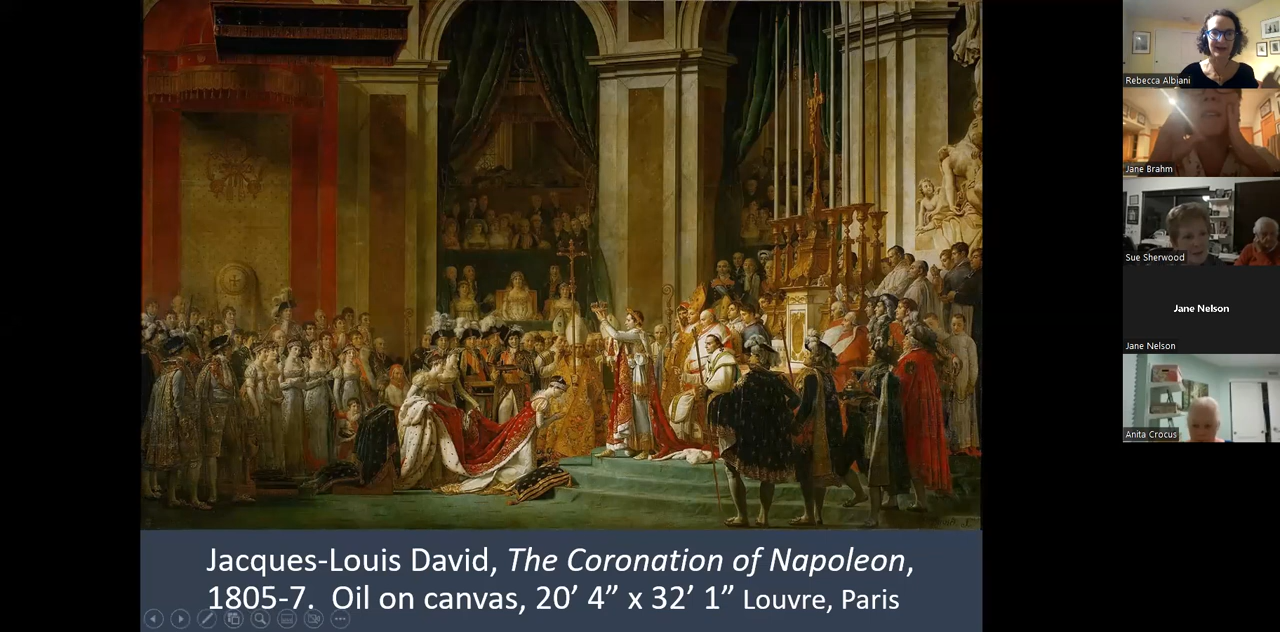 Jacques-Louis David, The Coronation of Napoleon,
1805-7. Oil on canvas, 20’ 4” x 32’ 1” Louvre, Paris
Rebecca Albiani
Jane Brahm
Sue Sherwood
Jane Nelson
Jane Nelson
Anita Crocus